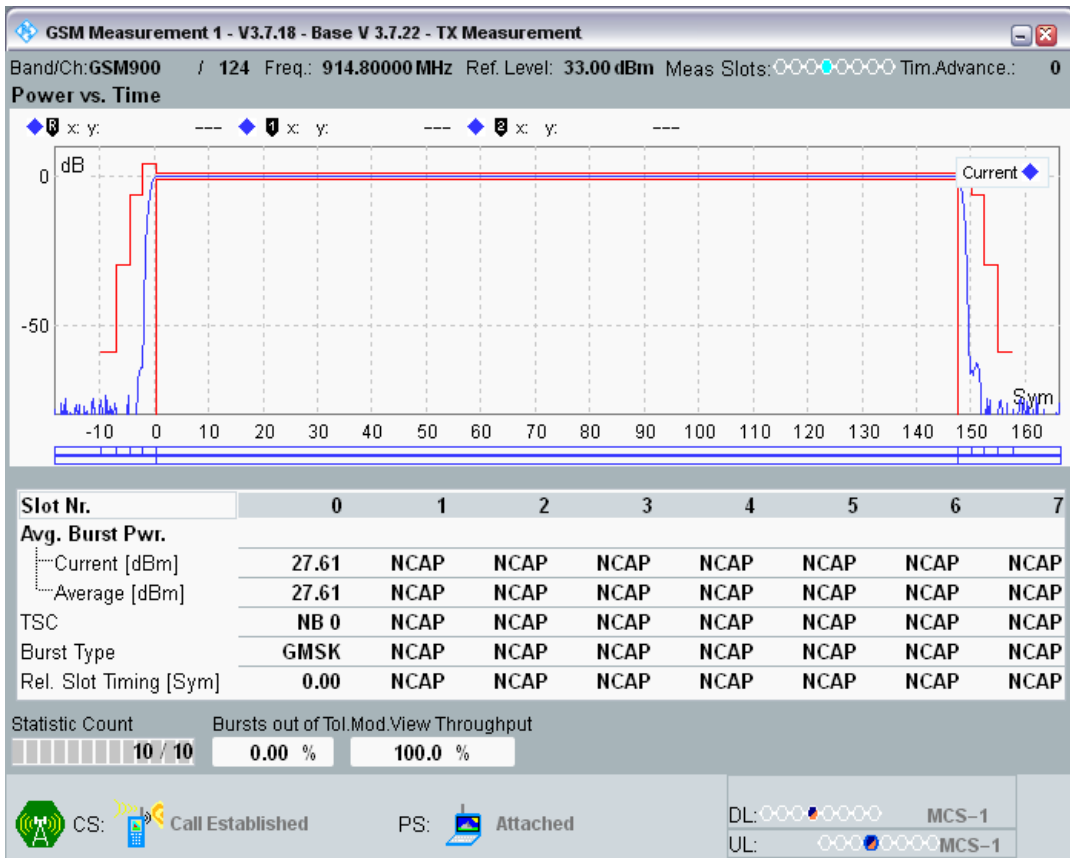 GSM Measurement 1 - V3.7.18 - Base V 3.7.22 - TX Measurement
Band/Ch:GSM900 / 124 Freq.: 914.80000 MHz Ref. Level: 33.00 dBm Meas Slots: Tim.Advance.: 0
Power vs. Time
R x: y: --- 1 x: y: --- 2 x: y: ---
dB
Current
0
-50
Sym
-10 0 10 20 30 40 50 60 70 80 90 100 110 120 130 140 150 160
Slot Nr. 0 1 2 3 4 5 6 7
Avg. Burst Pwr.
Current [dBm] 27.61 NCAP NCAP NCAP NCAP NCAP NCAP NCAP
Average [dBm] 27.61 NCAP NCAP NCAP NCAP NCAP NCAP NCAP
TSC NB 0 NCAP NCAP NCAP NCAP NCAP NCAP NCAP
Burst Type GMSK NCAP NCAP NCAP NCAP NCAP NCAP NCAP
Rel. Slot Timing [Sym] 0.00 NCAP NCAP NCAP NCAP NCAP NCAP NCAP
Statistic Count Bursts out of Tol. Mod.View Throughput
10 / 10 0.00 % 100.0 %
CS: Call Established PS: Attached
DL: MCS-1
UL: MCS-1